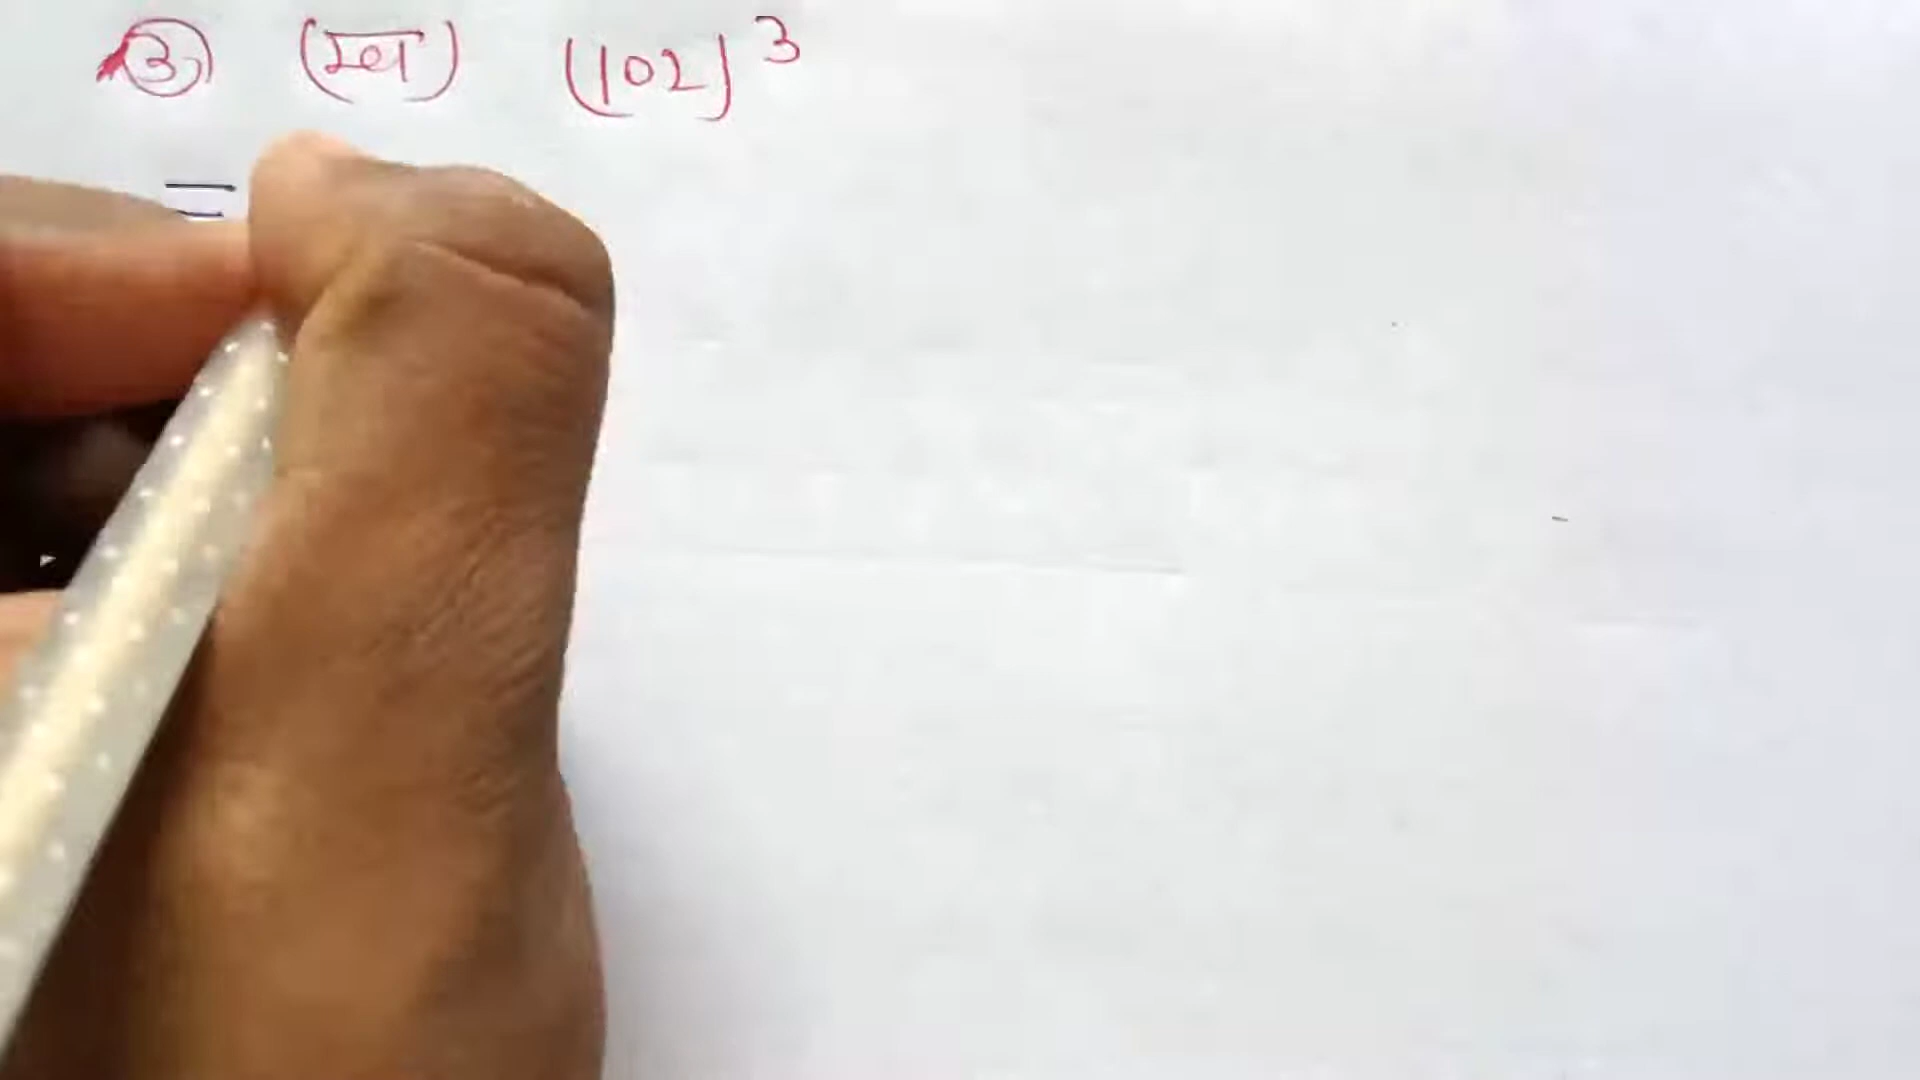 ③ (ज) (102)³
=